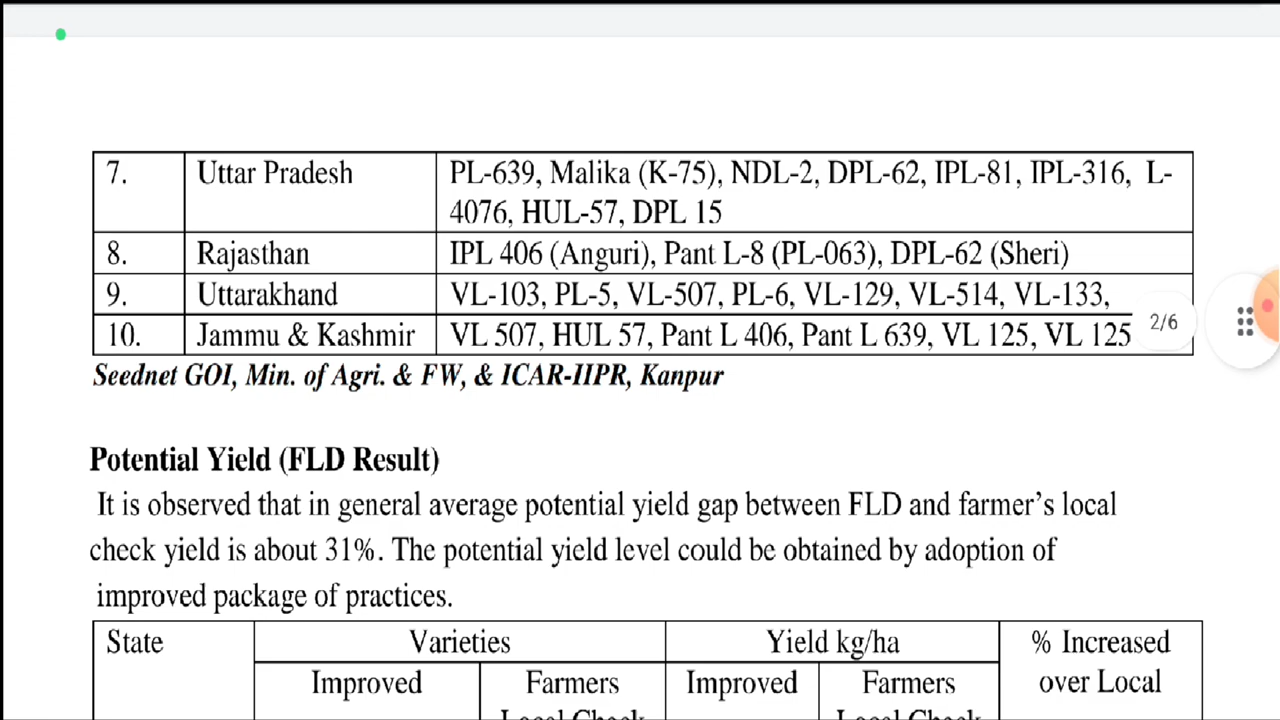 7. Uttar Pradesh PL-639, Malika (K-75), NDL-2, DPL-62, IPL-81, IPL-316, L-
4076, HUL-57, DPL 15
8. Rajasthan IPL 406 (Anguri), Pant L-8 (PL-063), DPL-62 (Sheri)
9. Uttarakhand VL-103, PL-5, VL-507, PL-6, VL-129, VL-514, VL-133,
10. Jammu & Kashmir VL 507, HUL 57, Pant L 406, Pant L 639, VL 125, VL 125
2/6
Seednet GOI, Min. of Agri. & FW, & ICAR-IIPR, Kanpur
Potential Yield (FLD Result)
It is observed that in general average potential yield gap between FLD and farmer’s local
check yield is about 31%. The potential yield level could be obtained by adoption of
improved package of practices.
State Varieties Yield kg/ha % Increased
Improved Farmers Improved Farmers over Local
Local Check Local Check